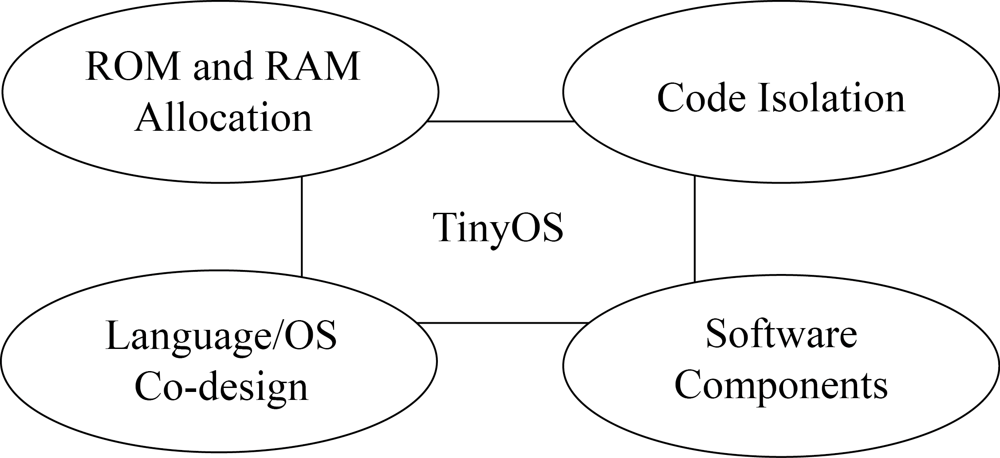 ROM and RAM
Allocation
Code Isolation
TinyOS
Language/OS
Co-design
Software
Components